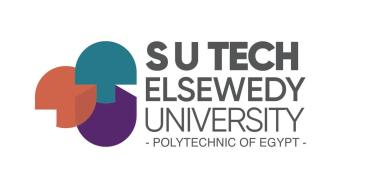 S U TECH
ELSEWEDY
UNIVERSITY
- POLYTECHNIC OF EGYPT -